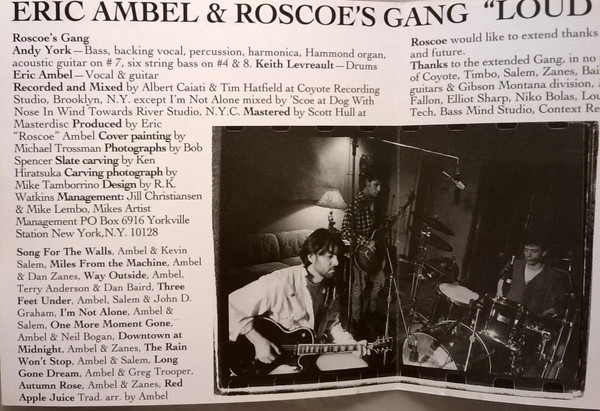 ERIC AMBEL & ROSCOE'S GANG "LOUD
Roscoe's Gang
Andy York—Bass, backing vocal, percussion, harmonica, Hammond organ,
acoustic guitar on # 7, six string bass on #4 & 8. Keith Levreault—Drums
Eric Ambel—Vocal & guitar
Recorded and Mixed by Albert Caiati & Tim Hatfield at Coyote Recording
Studio, Brooklyn, N.Y. except I'm Not Alone mixed by 'Scoe at Dog With
Nose In Wind Towards River Studio, N.Y.C. Mastered by Scott Hull at
Masterdisc Produced by Eric
"Roscoe" Ambel Cover painting by
Michael Trossman Photographs by Bob
Spencer Slate carving by Ken
Hiratsuka Carving photograph by
Mike Tamborrino Design by R.K.
Watkins Management: Jill Christiansen
& Mike Lembo, Mikes Artist
Management PO Box 6916 Yorkville
Station New York,N.Y. 10128
Song For The Walls, Ambel & Kevin
Salem, Miles From the Machine, Ambel
& Dan Zanes, Way Outside, Ambel,
Terry Anderson & Dan Baird, Three
Feet Under, Ambel, Salem & John D.
Graham, I'm Not Alone, Ambel &
Salem, One More Moment Gone,
Ambel & Neil Bogan, Downtown at
Midnight, Ambel & Zanes, The Rain
Won't Stop, Ambel & Salem, Long
Gone Dream, Ambel & Greg Trooper,
Autumn Rose, Ambel & Zanes, Red
Apple Juice Trad. arr. by Ambel
Roscoe would like to extend thanks
and future.
Thanks to the extended Gang, in no
of Coyote, Timbo, Salem, Zanes, Bai
guitars & Gibson Montana division,
Fallon, Elliot Sharp, Niko Bolas, Lou
Tech, Bass Mind Studio, Context Re